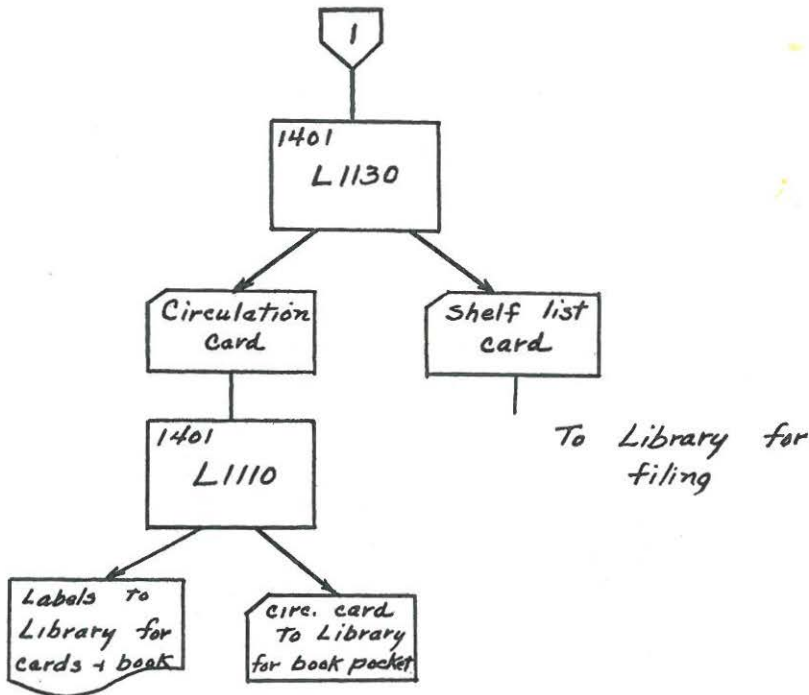 1
1401
L1130
Circulation
card
shelf list
card
1401
L1110
To Library for
filing
Labels to
Library for
cards + book
circ. card
To Library
for book pocket